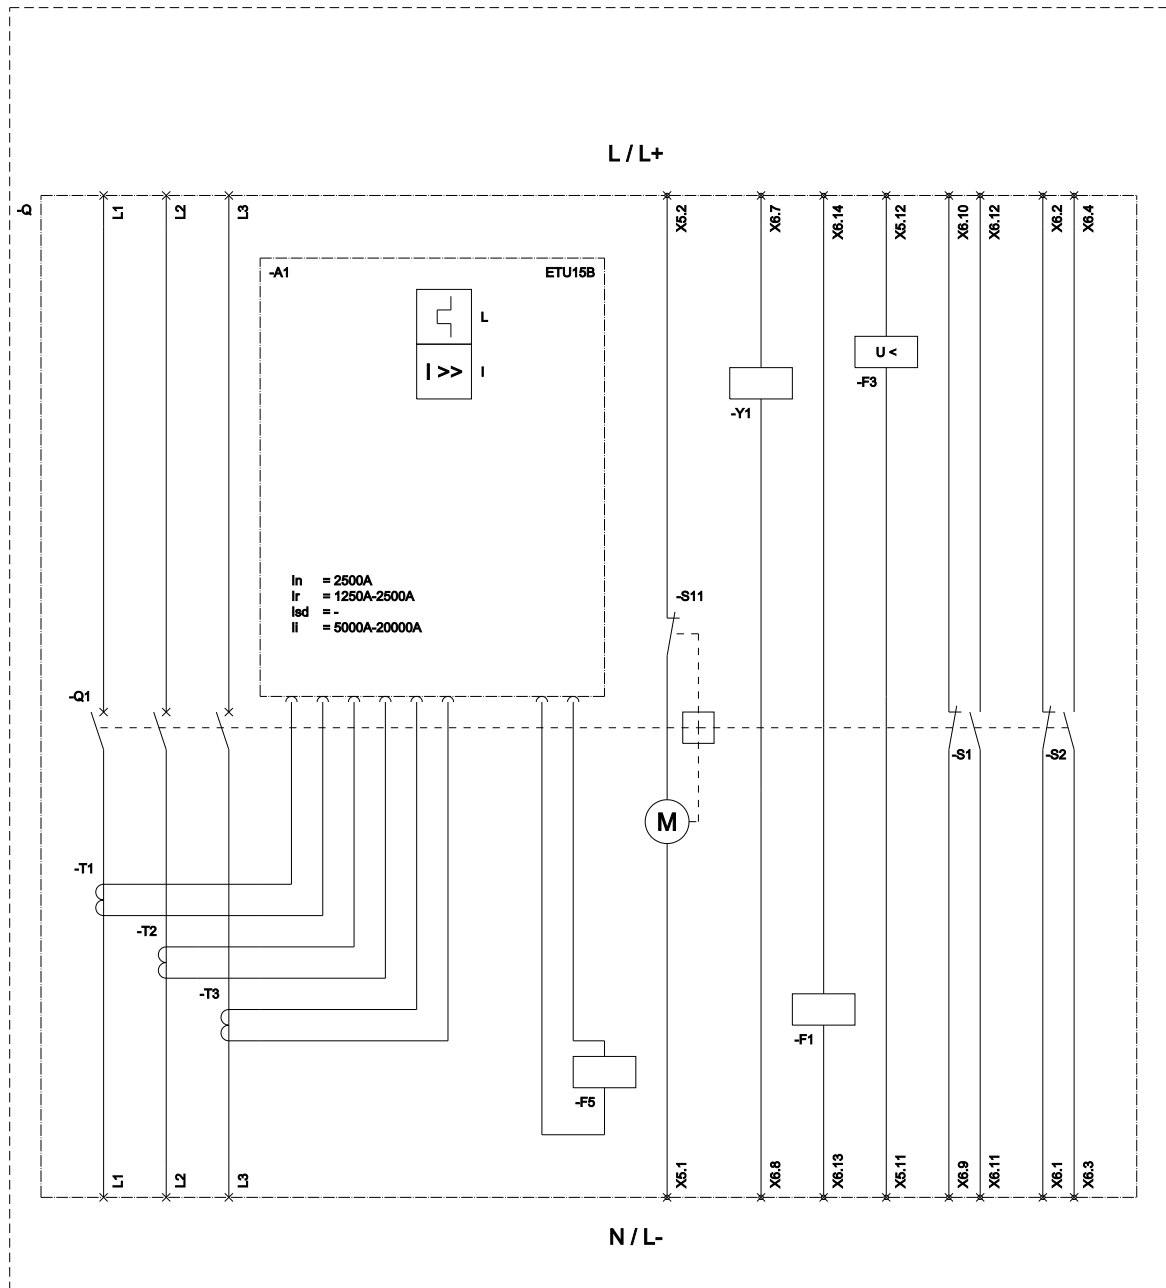 L / L+
-Q
L1
L2
L3
X5.2
X6.7
X6.14
X5.12
X6.10
X6.12
X6.2
X6.4
-A1 ETU15B
L
I >> I
U <
-F3
-Y1
In = 2500A
Ir = 1250A-2500A
Isd = -
Ii = 5000A-20000A
-S11
-Q1
-S1
-S2
M
-T1
-T2
-T3
-F1
-F5
L1
L2
L3
X5.1
X6.8
X6.13
X5.11
X6.9
X6.11
X6.1
X6.3
N / L-